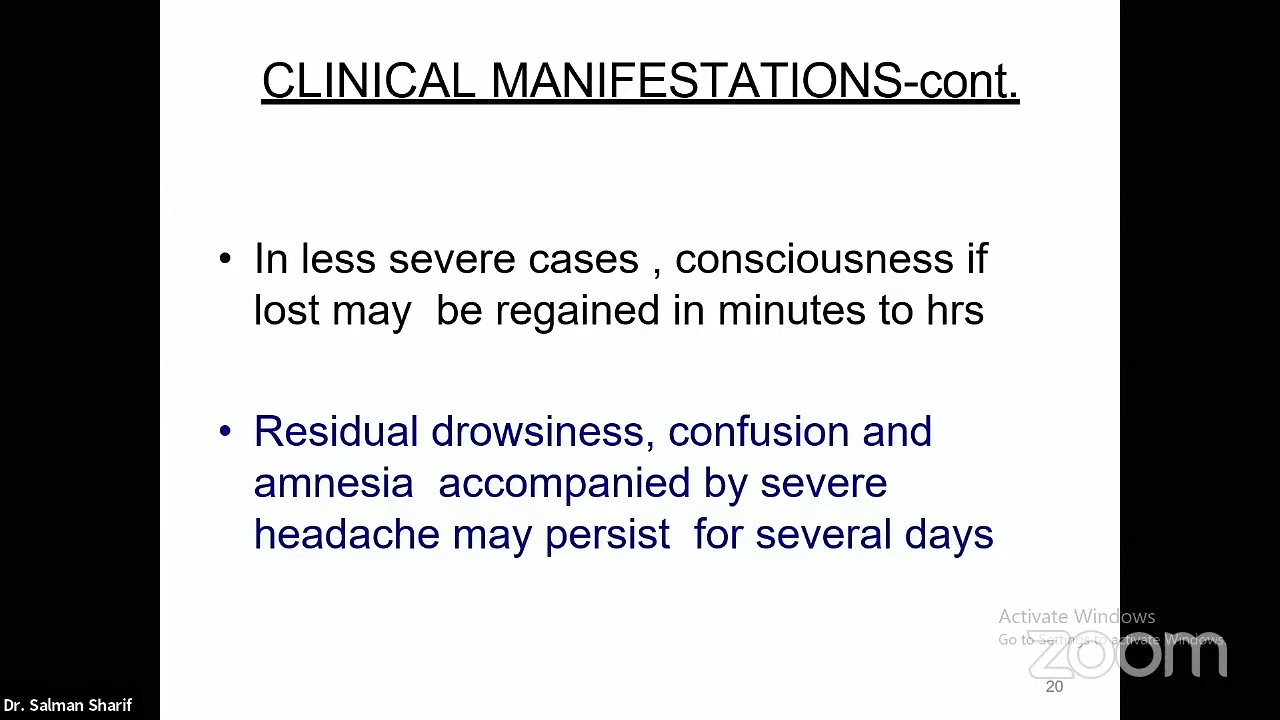 CLINICAL MANIFESTATIONS-cont.
• In less severe cases , consciousness if
lost may  be regained in minutes to hrs
• Residual drowsiness, confusion and
amnesia  accompanied by severe
headache may persist  for several days
Activate Windows
Go to Settings to activate Windows.
zoom
20
Dr. Salman Sharif